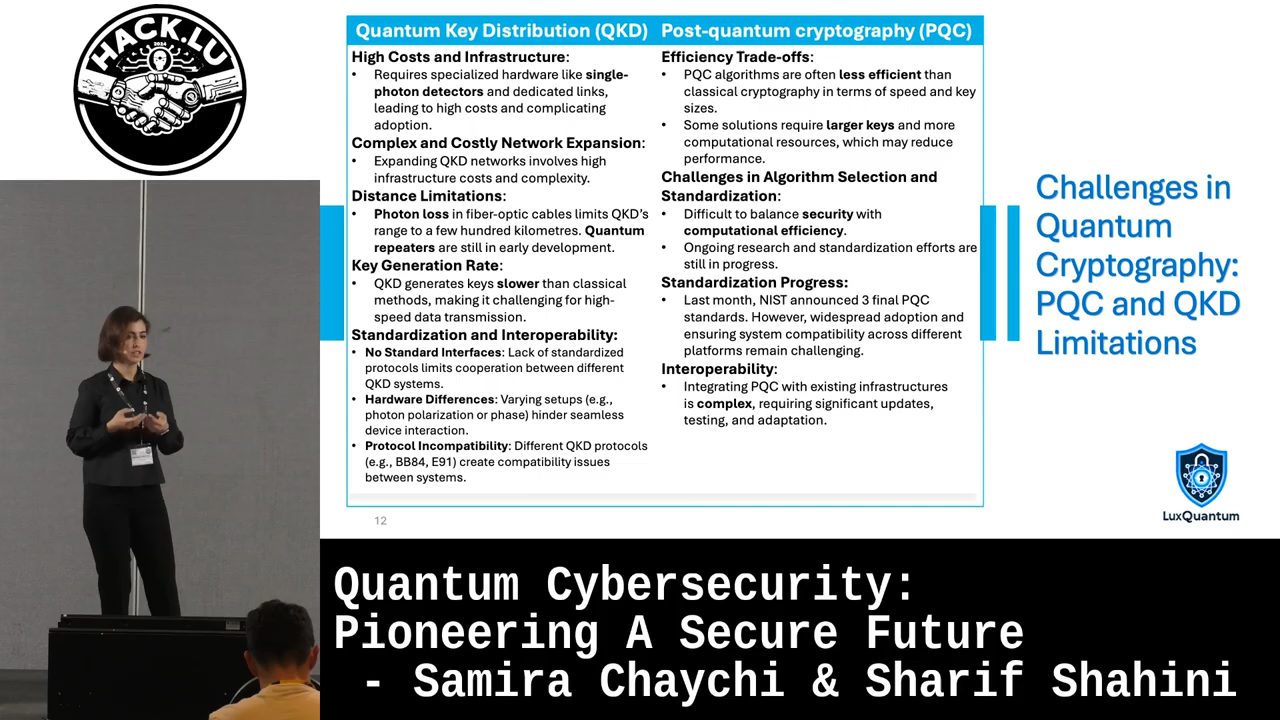 HACK.LU
2024
Quantum Key Distribution (QKD)
High Costs and Infrastructure:
• Requires specialized hardware like single-
photon detectors and dedicated links,
leading to high costs and complicating
adoption.
Complex and Costly Network Expansion:
• Expanding QKD networks involves high
infrastructure costs and complexity.
Distance Limitations:
• Photon loss in fiber-optic cables limits QKD's
range to a few hundred kilometres. Quantum
repeaters are still in early development.
Key Generation Rate:
• QKD generates keys slower than classical
methods, making it challenging for high-
speed data transmission.
Standardization and Interoperability:
• No Standard Interfaces: Lack of standardized
protocols limits cooperation between different
QKD systems.
• Hardware Differences: Varying setups (e.g.,
photon polarization or phase) hinder seamless
device interaction.
• Protocol Incompatibility: Different QKD protocols
(e.g., BB84, E91) create compatibility issues
between systems.
Post-quantum cryptography (PQC)
Efficiency Trade-offs:
• PQC algorithms are often less efficient than
classical cryptography in terms of speed and key
sizes.
• Some solutions require larger keys and more
computational resources, which may reduce
performance.
Challenges in Algorithm Selection and
Standardization:
• Difficult to balance security with
computational efficiency.
• Ongoing research and standardization efforts are
still in progress.
Standardization Progress:
• Last month, NIST announced 3 final PQC
standards. However, widespread adoption and
ensuring system compatibility across different
platforms remain challenging.
Interoperability:
• Integrating PQC with existing infrastructures
is complex, requiring significant updates,
testing, and adaptation.
Challenges in
Quantum
Cryptography:
PQC and QKD
Limitations
LuxQuantum
12
Quantum Cybersecurity:
Pioneering A Secure Future
- Samira Chaychi & Sharif Shahini